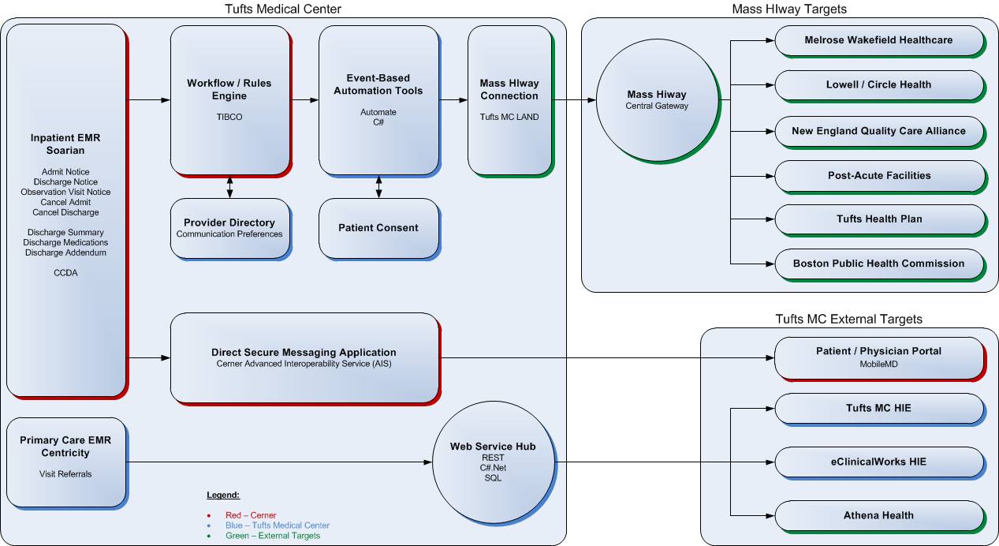 Tufts Medical Center
Inpatient EMR
Soarian
Admit Notice
Discharge Notice
Observation Visit Notice
Cancel Admit
Cancel Discharge
Discharge Summary
Discharge Medications
Discharge Addendum
CCDA
Workflow / Rules
Engine
TIBCO
Event-Based
Automation Tools
Automate
C#
Mass HIway
Connection
Tufts MC LAND
Provider Directory
Communication Preferences
Patient Consent
Direct Secure Messaging Application
Cerner Advanced Interoperability Service (AIS)
Primary Care EMR
Centricity
Visit Referrals
Web Service Hub
REST
C#.Net
SQL
Legend:
• Red – Cerner
• Blue – Tufts Medical Center
• Green – External Targets
Mass HIway Targets
Mass Hiway
Central Gateway
Melrose Wakefield Healthcare
Lowell / Circle Health
New England Quality Care Alliance
Post-Acute Facilities
Tufts Health Plan
Boston Public Health Commission
Tufts MC External Targets
Patient / Physician Portal
MobileMD
Tufts MC HIE
eClinicalWorks HIE
Athena Health